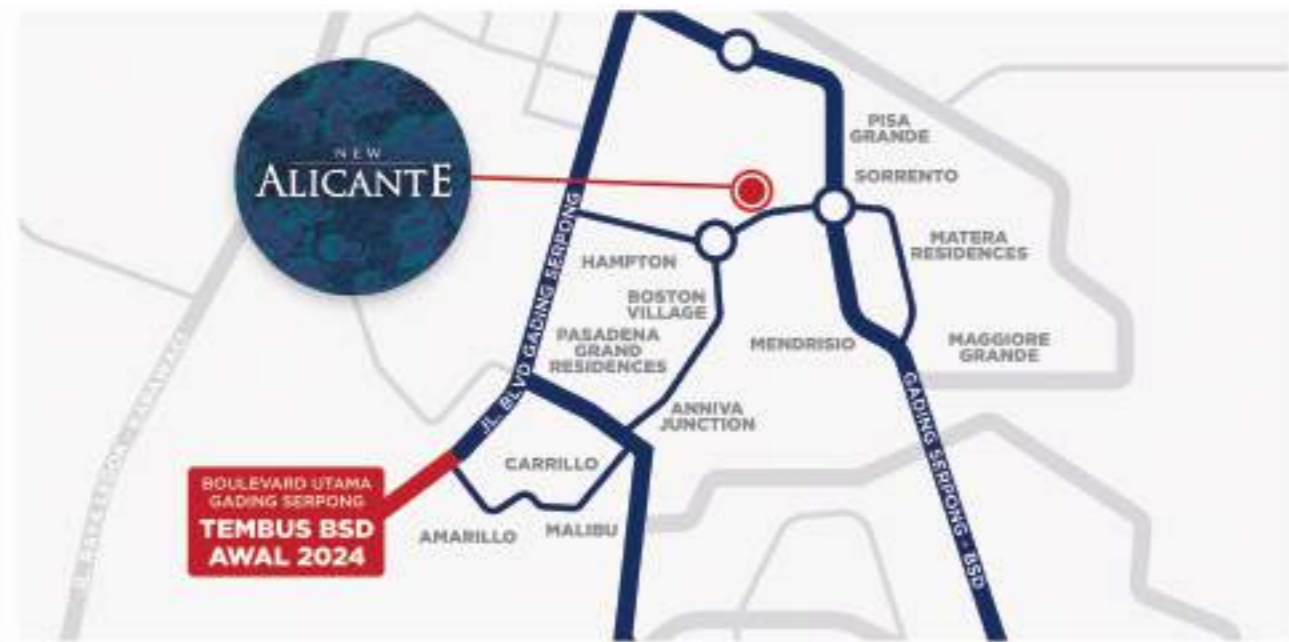 NEW
ALICANTE
PISA
GRANDE
SORRENTO
MATERA
RESIDENCES
HAMPTON
BOSTON
VILLAGE
PASADENA
GRAND
RESIDENCES
MENDRISIO
MAGGIORE
GRANDE
JL. BLVD GADING SERPONG
ANNIVA
JUNCTION
GADING SERPONG - BSD
CARRILLO
BOULEVARD UTAMA
GADING SERPONG
TEMBUS BSD
AWAL 2024
AMARILLO
MALIBU